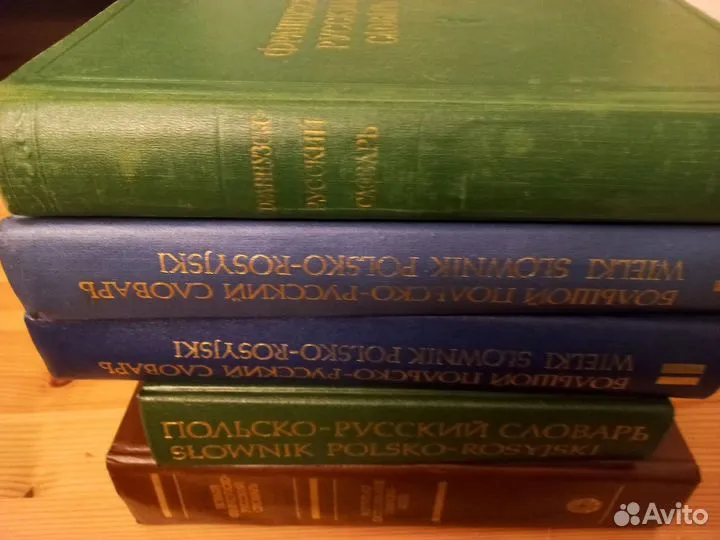 ФРАНЦУЗСКО
РУССКИЙ
СЛОВАРЬ
ФРАНЦУЗСКО
РУССКИЙ
СЛОВАРЬ
БОЛЬШОЙ ПОЛЬСКО-РУССКИЙ СЛОВАРЬ
WIELKI SŁOWNIK POLSKO-ROSYJSKI
БОЛЬШОЙ ПОЛЬСКО-РУССКИЙ СЛОВАРЬ
WIELKI SŁOWNIK POLSKO-ROSYJSKI
ПОЛЬСКО-РУССКИЙ СЛОВАРЬ
SŁOWNIK POLSKO-ROSYJSKI
Avito